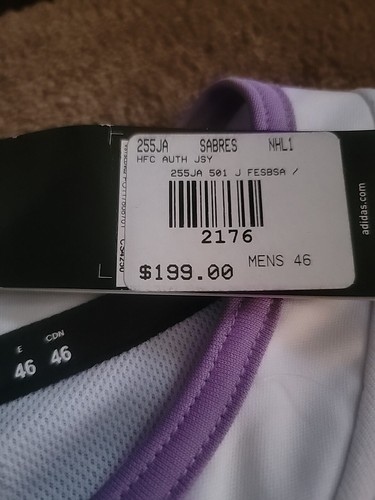 255JA SABRES NHL1
HFC AUTH JSY
255JA 501 J FESBSA /
2176
$199.00 MENS 46
adidas.com
E CDN
46 46